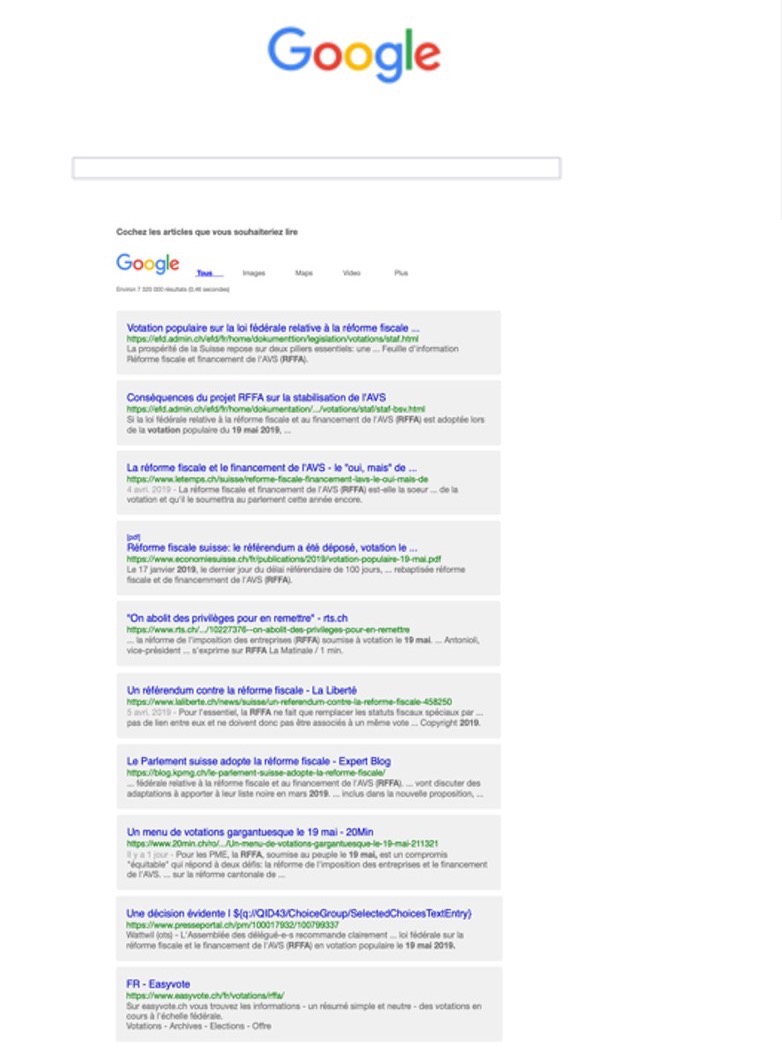 Google
Cochez les articles que vous souhaiteriez lire
Google Tous Images Maps Video Plus
Environ 7 320 000 résultats (0,46 secondes)
Votation populaire sur la loi fédérale relative à la réforme fiscale ...
https://efd.admin.ch/efd/fr/home/dokumenttion/legislation/votations/staf.html
La prospérité de la Suisse repose sur deux piliers essentiels: une ... Feuille d'information
Réforme fiscale et financement de l'AVS (RFFA).
Conséquences du projet RFFA sur la stabilisation de l'AVS
https://efd.admin.ch/efd/fr/home/dokumentation/.../votations/staf/staf-bsv.html
Si la loi fédérale relative à la réforme fiscale et au financement de l'AVS (RFFA) est adoptée lors
de la votation populaire du 19 mai 2019, ...
La réforme fiscale et le financement de l'AVS - le "oui, mais" de ...
https://www.letemps.ch/suisse/reforme-fiscale-financement-lavs-le-oui-mais-de
4 avri. 2019 - La réforme fiscale et financement de l'AVS (RFFA) est-elle la soeur ... de la
votation et qu'il le soumettra au parlement cette année encore.
[pdf]
Réforme fiscale suisse: le référendum a été déposé, votation le ...
https://www.economiesuisse.ch/fr/publications/2019/votation-populaire-19-mai.pdf
Le 17 janvier 2019, le dernier jour du délai référendaire de 100 jours, ... rebaptisée réforme
fiscale et de financemment de l'AVS (RFFA).
"On abolit des privilèges pour en remettre" - rts.ch
https://www.rts.ch/.../10227376--on-abolit-des-privileges-pour-en-remettre
... la réforme de l'imposition des entreprises (RFFA) soumise à votation le 19 mai. ... Antonioli,
vice-président ... s'exprime sur RFFA La Matinale / 1 min.
Un référendum contre la réforme fiscale - La Liberté
https://www.laliberte.ch/news/suisse/un-referendum-contre-la-reforme-fiscale-458250
5 avri. 2019 - Pour l'essentiel, la RFFA ne fait que remplacer les statuts fiscaux spéciaux par ...
pas de lien entre eux et ne doivent donc pas être associés à un même vote ... Copyright 2019.
Le Parlement suisse adopte la réforme fiscale - Expert Blog
https://blog.kpmg.ch/le-parlement-suisse-adopte-la-reforme-fiscale/
... fédérale relative à la réforme fiscale et au financement de l'AVS (RFFA). ... vont discuter des
adaptations à apporter à leur liste noire en mars 2019. ... inclus dans la nouvelle proposition, ...
Un menu de votations gargantuesque le 19 mai - 20Min
https://www.20min.ch/ro/.../Un-menu-de-votations-gargantuesque-le-19-mai-211321
il y a 1 jour - Pour les PME, la RFFA, soumise au peuple le 19 mai, est un compromis
"équitable" qui répond à deux défis: la réforme de l'imposition des entreprises et le financement
de l'AVS. ... sur la réforme cantonale de ...
Une décision évidente I ${q://QID43/ChoiceGroup/SelectedChoicesTextEntry}
https://www.presseportal.ch/pm/100017932/100799337
Wattwil (ots) - L'Assemblée des délégué-e-s recommande clairement ... loi fédérale sur la
réforme fiscale et le financement de l'AVS (RFFA) en votation populaire le 19 mai 2019.
FR - Easyvote
https://www.easyvote.ch/fr/votations/rffa/
Sur easyvote.ch vous trouvez les informations - un résumé simple et neutre - des votations en
cours à l'échelle fédérale.
Votations - Archives - Elections - Offre